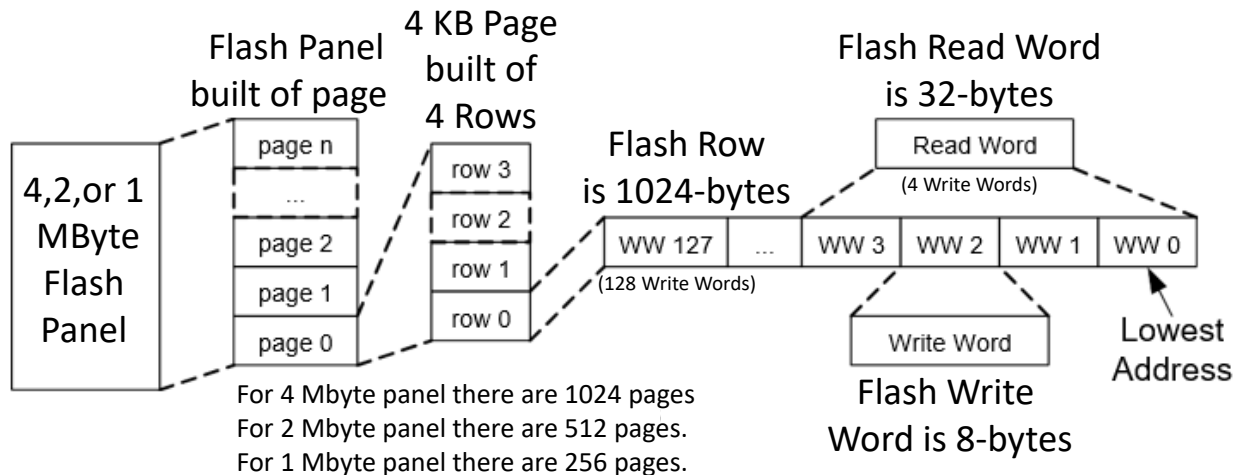 4,2,or 1
MByte
Flash
Panel
Flash Panel
built of page
page n
...
page 2
page 1
page 0
4 KB Page
built of
4 Rows
row 3
row 2
row 1
row 0
Flash Row
is 1024-bytes
WW 127
...
WW 3
WW 2
WW 1
WW 0
(128 Write Words)
Flash Read Word
is 32-bytes
Read Word
(4 Write Words)
Write Word
Flash Write
Word is 8-bytes
Lowest
Address
For 4 Mbyte panel there are 1024 pages
For 2 Mbyte panel there are 512 pages.
For 1 Mbyte panel there are 256 pages.